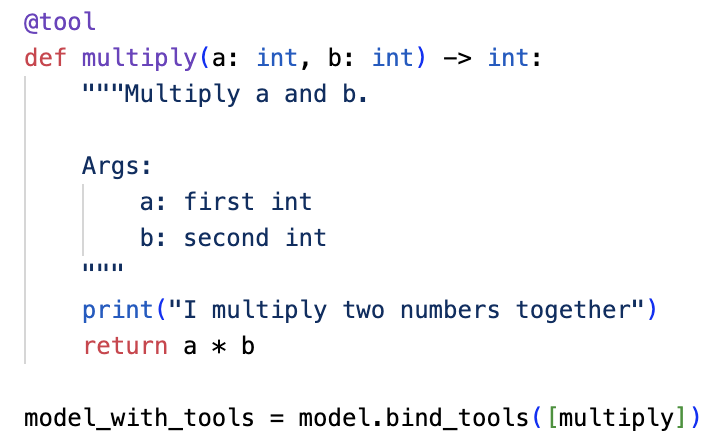 @tool
def multiply(a: int, b: int) -> int:
    """Multiply a and b.

    Args:
        a: first int
        b: second int
    """
    print("I multiply two numbers together")
    return a * b

model_with_tools = model.bind_tools([multiply])